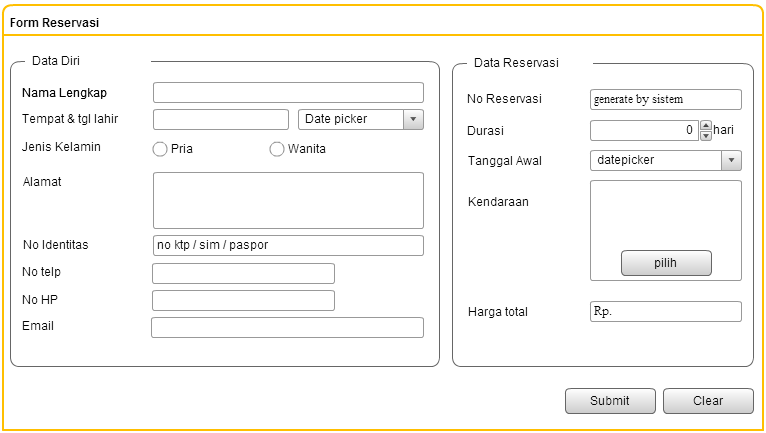 Form Reservasi
Data Diri
Nama Lengkap
Tempat & tgl lahir Date picker
Jenis Kelamin Pria Wanita
Alamat
No Identitas no ktp / sim / paspor
No telp
No HP
Email
Data Reservasi
No Reservasi generate by sistem
Durasi 0 hari
Tanggal Awal datepicker
Kendaraan
pilih
Harga total Rp.
Submit Clear